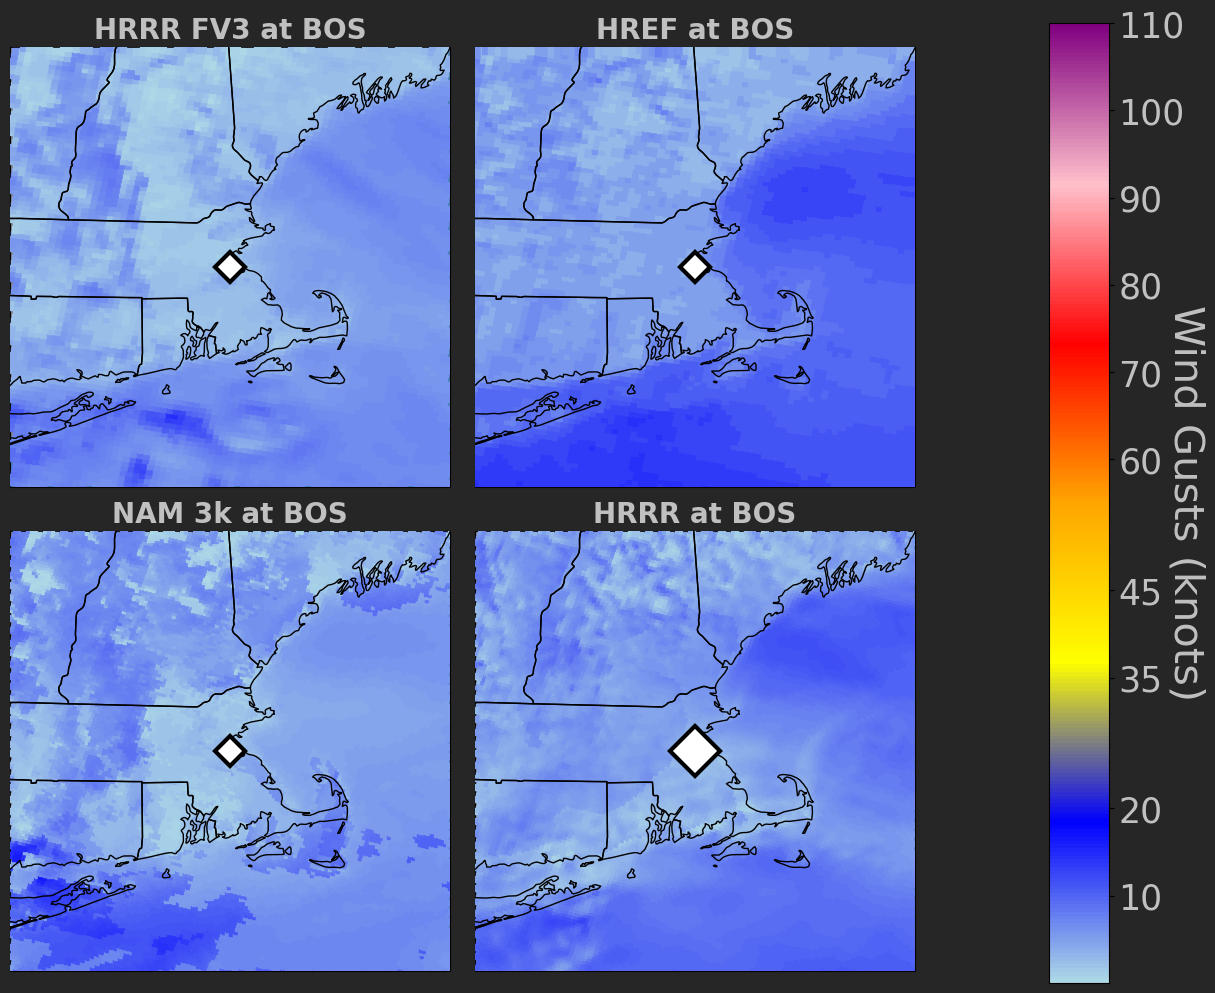 HRRR FV3 at BOS
HREF at BOS
NAM 3k at BOS
HRRR at BOS
110
100
90
80
70
60
45
35
20
10
Wind Gusts (knots)